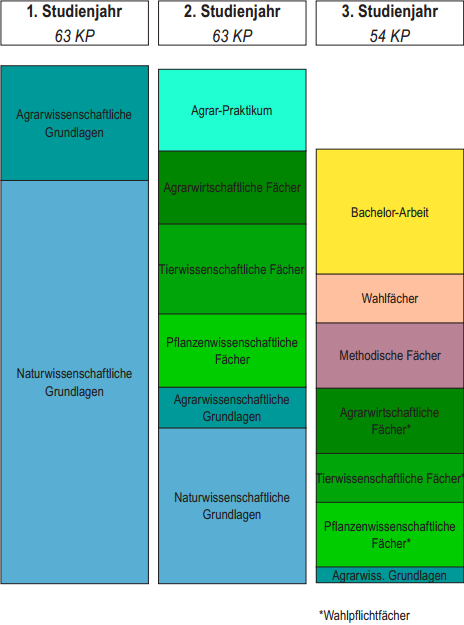 1. Studienjahr
63 KP
2. Studienjahr
63 KP
3. Studienjahr
54 KP
Agrarwissenschaftliche
Grundlagen
Naturwissenschaftliche
Grundlagen
Agrar-Praktikum
Agrarwirtschaftliche Fächer
Tierwissenschaftliche Fächer
Pflanzenwissenschaftliche
Fächer
Agrarwissenschaftliche
Grundlagen
Naturwissenschaftliche
Grundlagen
Bachelor-Arbeit
Wahlfächer
Methodische Fächer
Agrarwirtschaftliche
Fächer*
Tierwissenschaftliche Fächer*
Pflanzenwissenschaftliche
Fächer*
Agrarwiss. Grundlagen
*Wahlpflichtfächer